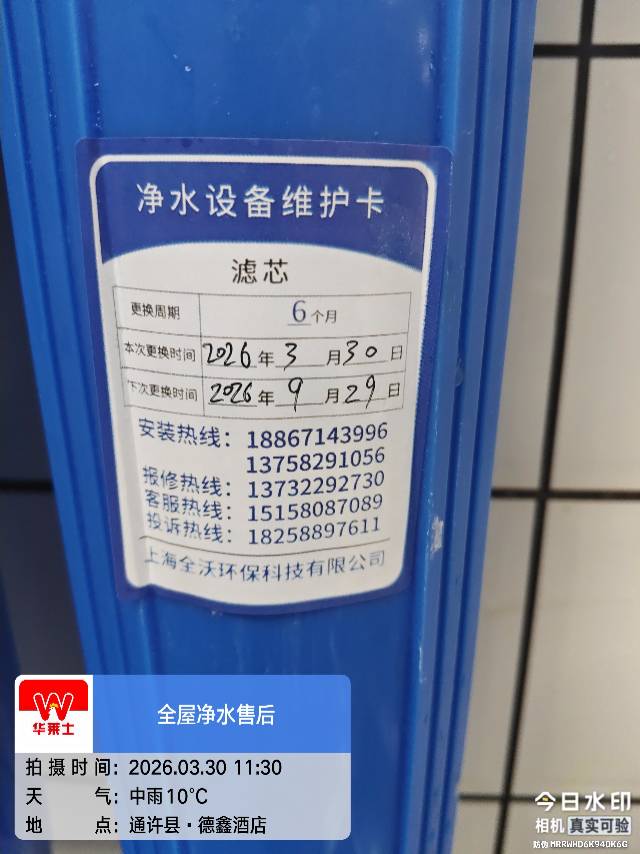 净水设备维护卡
滤芯
更换周期 6个月
本次更换时间 2026年3月30日
下次更换时间 2026年9月29日
安装热线：18867143996
13758291056
报修热线：13732292730
客服热线：15158087089
投诉热线：18258897611
上海全沃环保科技有限公司
华莱士
全屋净水售后
拍摄时间：2026.03.30 11:30
天气：中雨10℃
地点：通许县·德鑫酒店
今日水印
相机 真实可验
防伪 MRRWHD6K940K6G